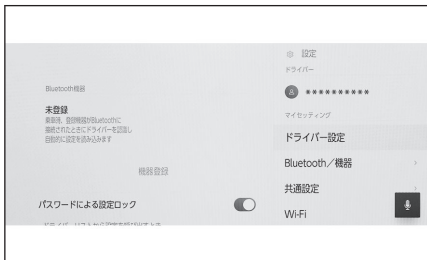 Bluetooth機器
未登録
乗車時、登録機器がBluetoothに
接続されたときにドライバーを認識し
自動的に設定を読み込みます
機器登録
パスワードによる設定ロック
設定
ドライバー
**********
マイセッティング
ドライバー設定
Bluetooth／機器
共通設定
Wi-Fi